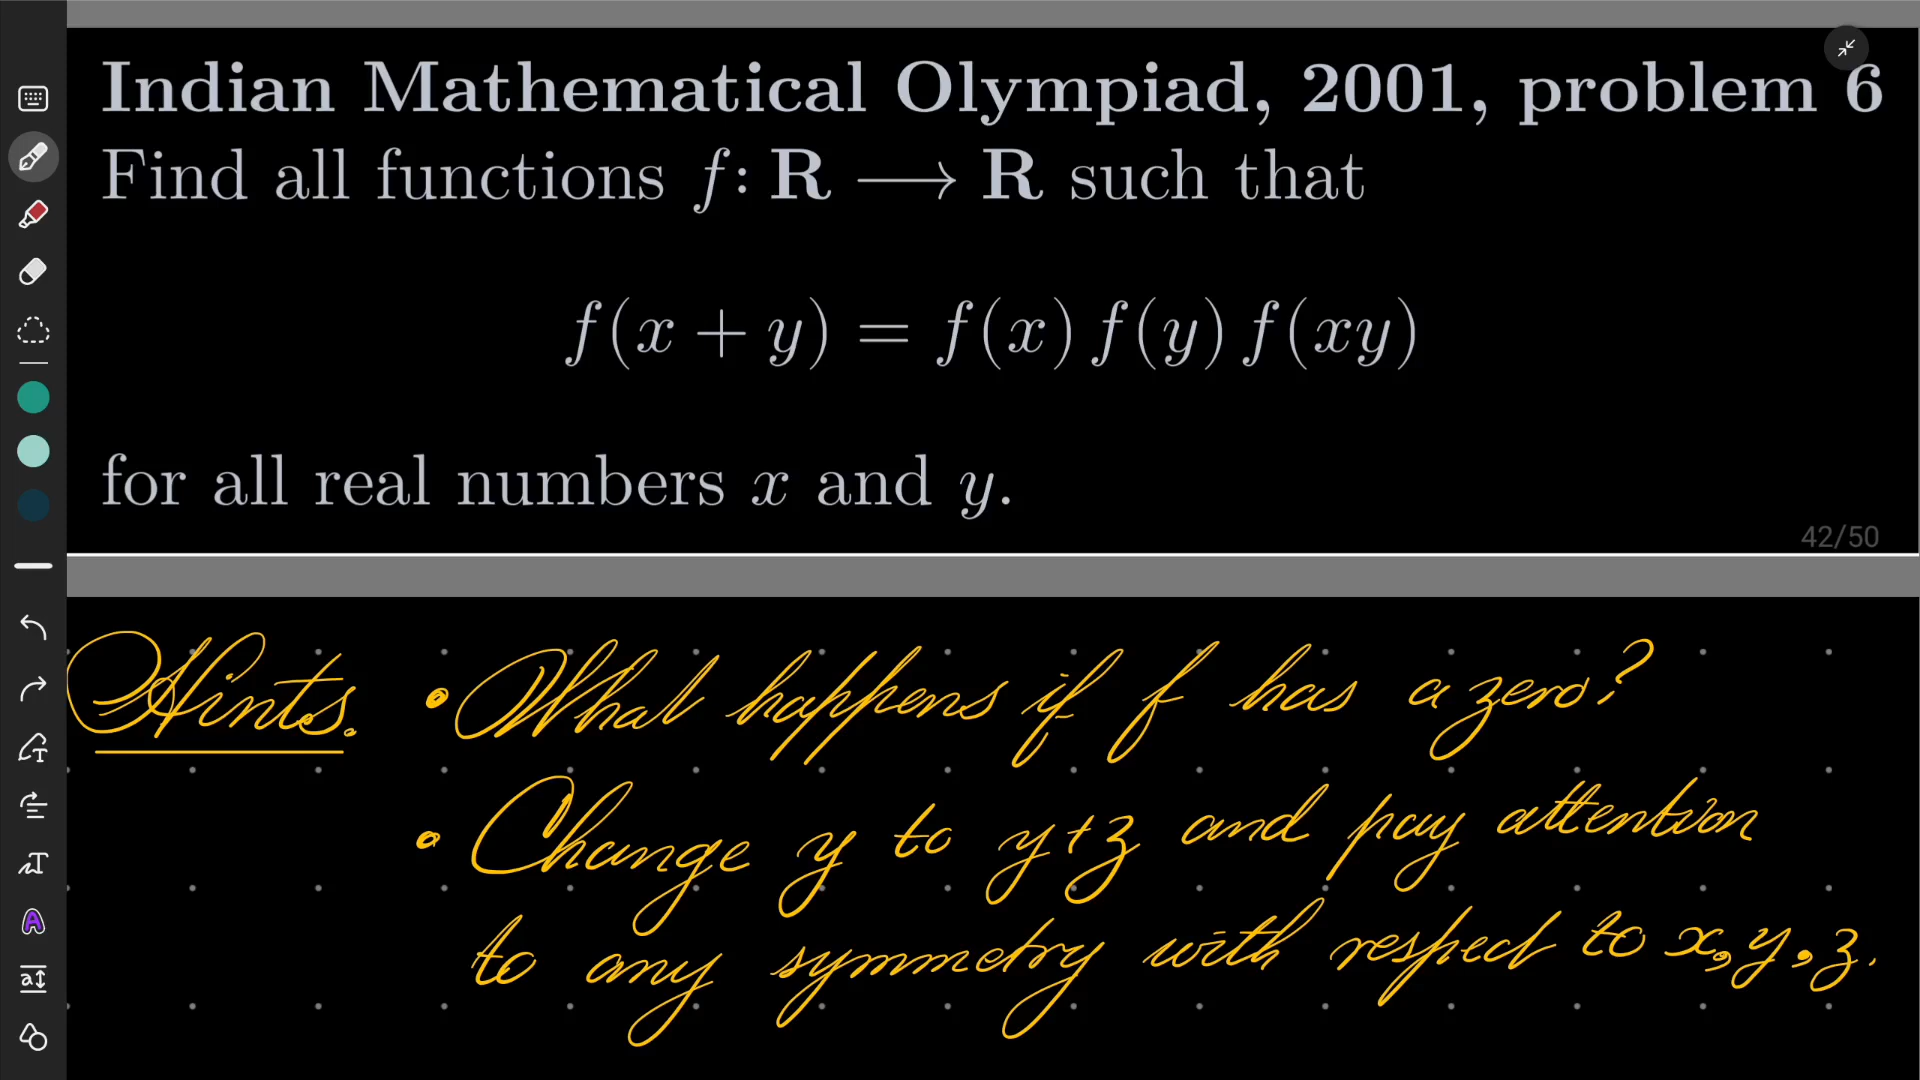 Indian Mathematical Olympiad, 2001, problem 6
Find all functions f: R ⟶ R such that
f(x + y) = f(x) f(y) f(xy)
for all real numbers x and y.
42/50
Hints. • What happens if f has a zero?
• Change y to y+z and pay attention
to any symmetry with respect to x, y, z.